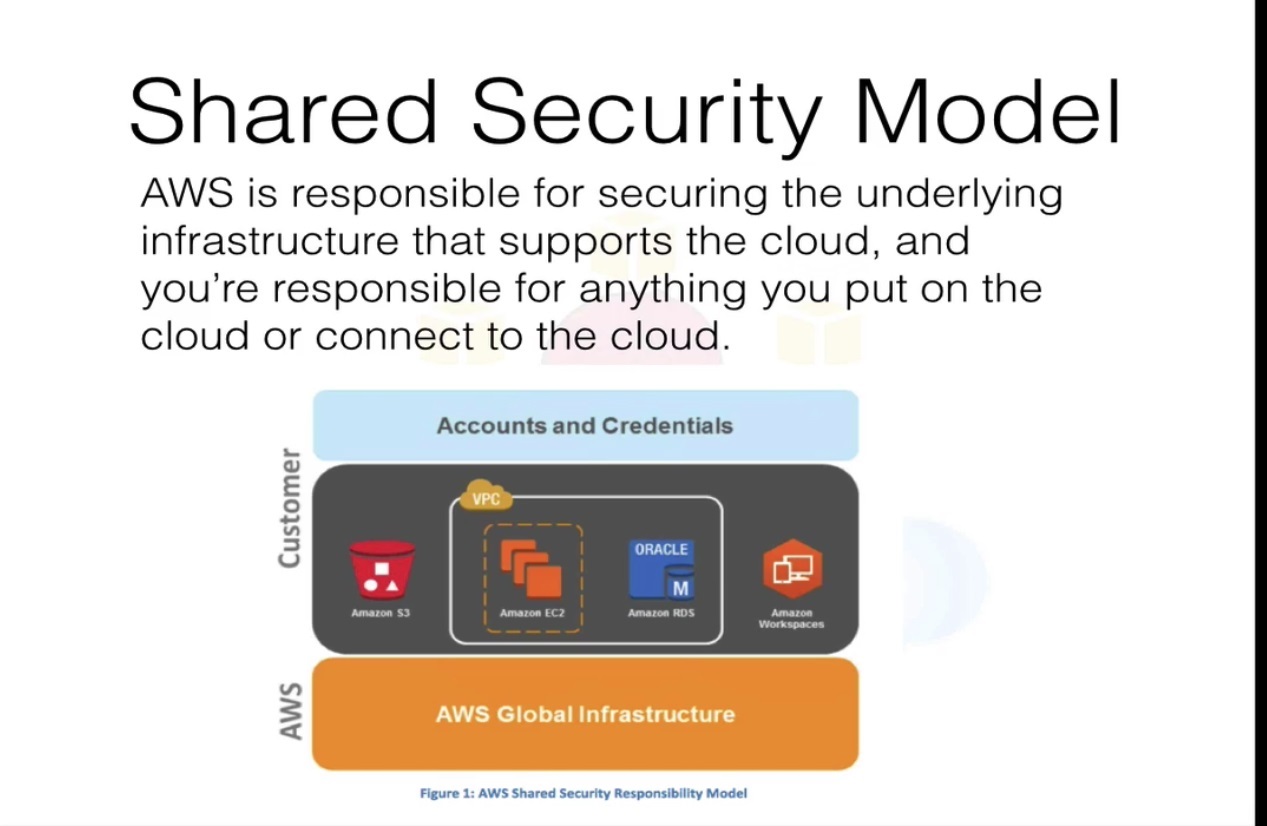 Shared Security Model
AWS is responsible for securing the underlying
infrastructure that supports the cloud, and
you're responsible for anything you put on the
cloud or connect to the cloud.
Accounts and Credentials
Customer
VPC
ORACLE
M
Amazon S3
Amazon EC2
Amazon RDS
Amazon
Workspaces
AWS
AWS Global Infrastructure
Figure 1: AWS Shared Security Responsibility Model